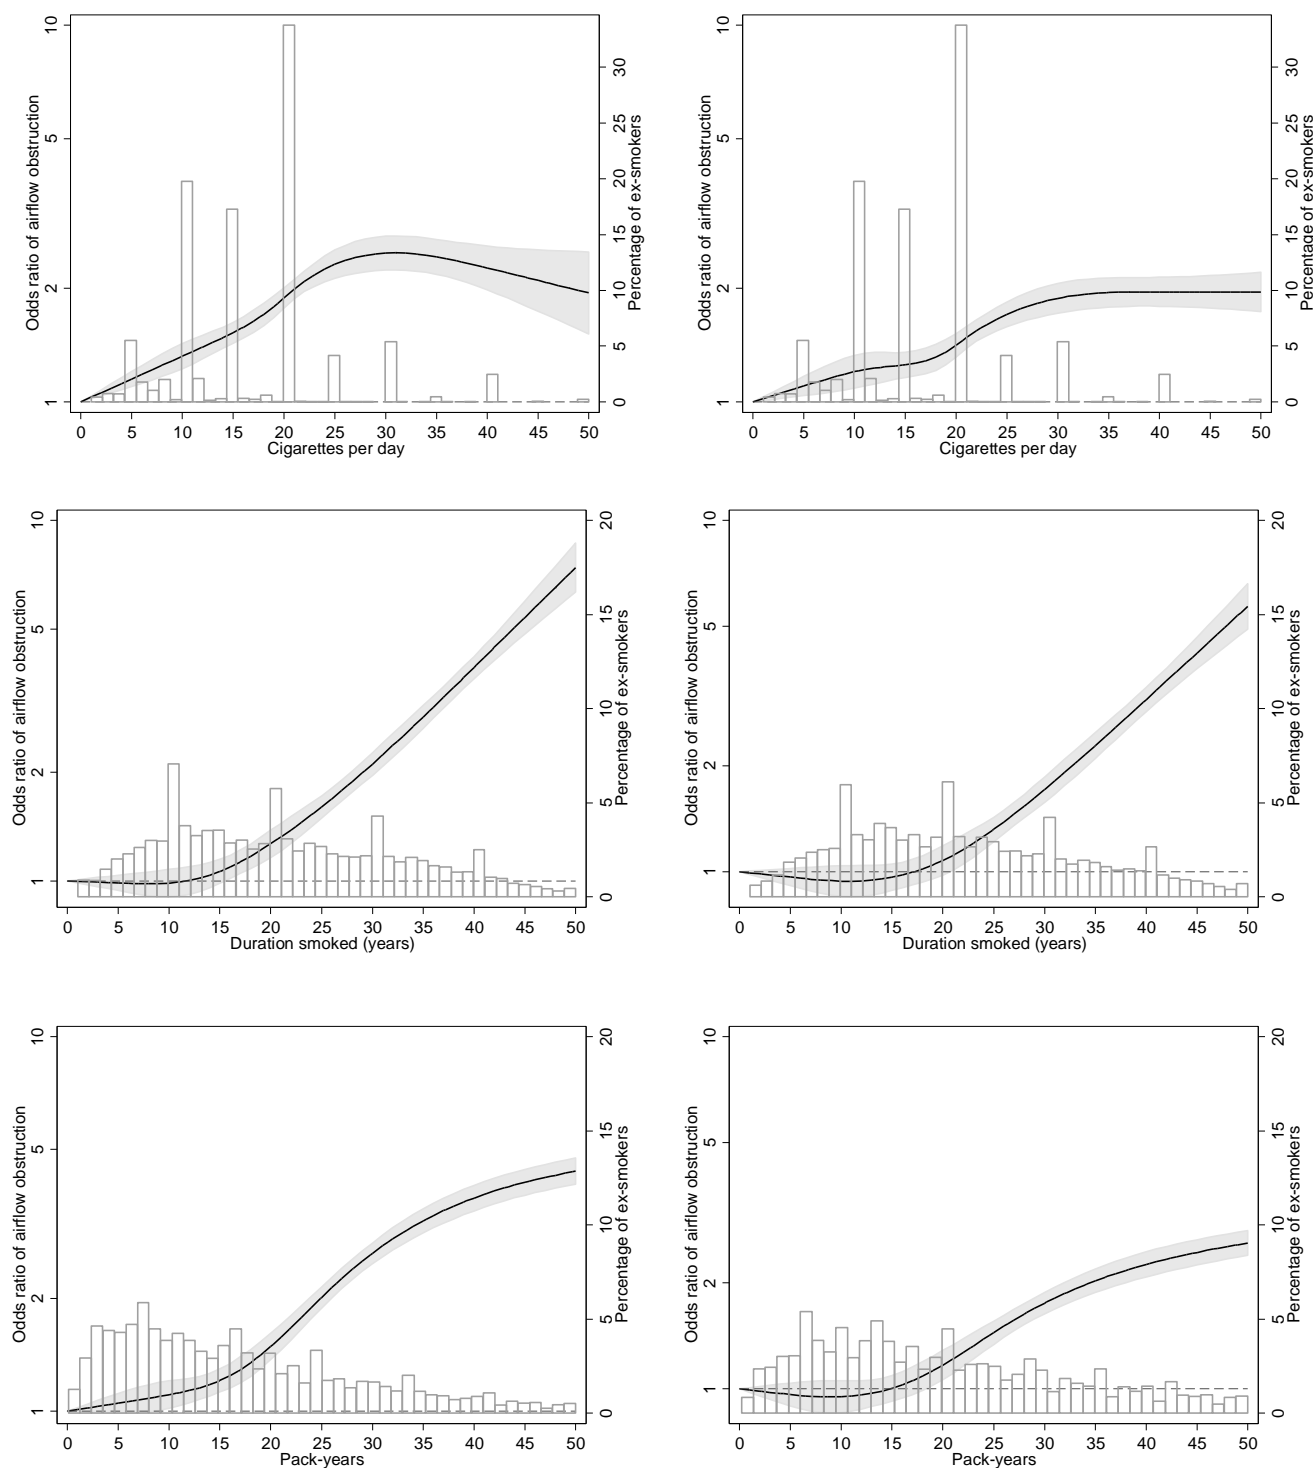 10
5
2
1
Odds ratio of airflow obstruction
30
25
20
15
10
5
0
Percentage of ex-smokers
0 5 10 15 20 25 30 35 40 45 50
Cigarettes per day
10
5
2
1
Odds ratio of airflow obstruction
30
25
20
15
10
5
0
Percentage of ex-smokers
0 5 10 15 20 25 30 35 40 45 50
Cigarettes per day
10
5
2
1
Odds ratio of airflow obstruction
20
15
10
5
0
Percentage of ex-smokers
0 5 10 15 20 25 30 35 40 45 50
Duration smoked (years)
10
5
2
1
Odds ratio of airflow obstruction
20
15
10
5
0
Percentage of ex-smokers
0 5 10 15 20 25 30 35 40 45 50
Duration smoked (years)
10
5
2
1
Odds ratio of airflow obstruction
20
15
10
5
0
Percentage of ex-smokers
0 5 10 15 20 25 30 35 40 45 50
Pack-years
10
5
2
1
Odds ratio of airflow obstruction
20
15
10
5
0
Percentage of ex-smokers
0 5 10 15 20 25 30 35 40 45 50
Pack-years